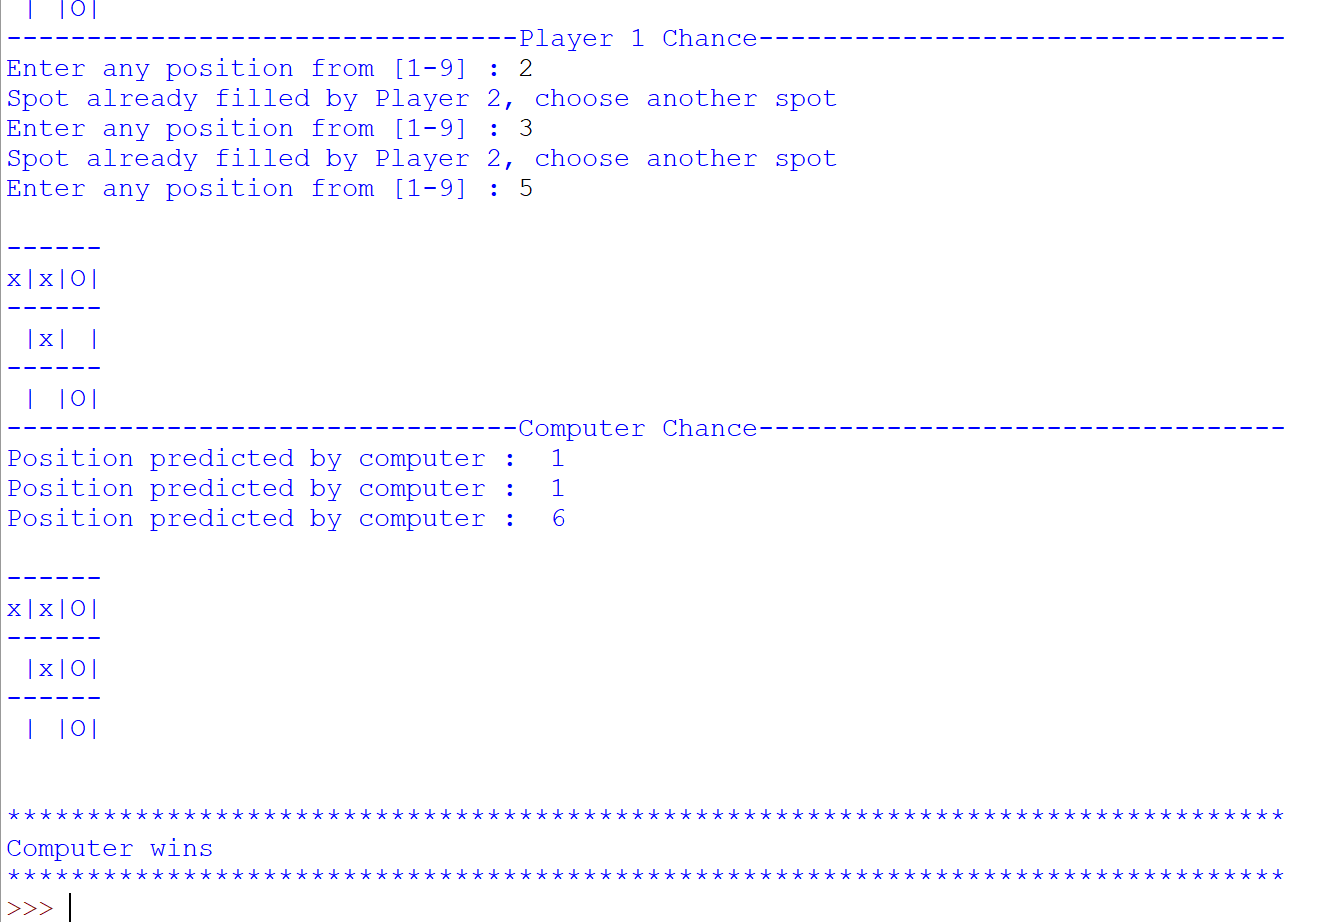 | |O|
--------------------------------Player 1 Chance---------------------------------
Enter any position from [1-9] : 2
Spot already filled by Player 2, choose another spot
Enter any position from [1-9] : 3
Spot already filled by Player 2, choose another spot
Enter any position from [1-9] : 5
------
x|x|O|
------
 |x| |
------
 | |O|
--------------------------------Computer Chance---------------------------------
Position predicted by computer :  1
Position predicted by computer :  1
Position predicted by computer :  6
------
x|x|O|
------
 |x|O|
------
 | |O|
********************************************************************************
Computer wins
********************************************************************************
>>>